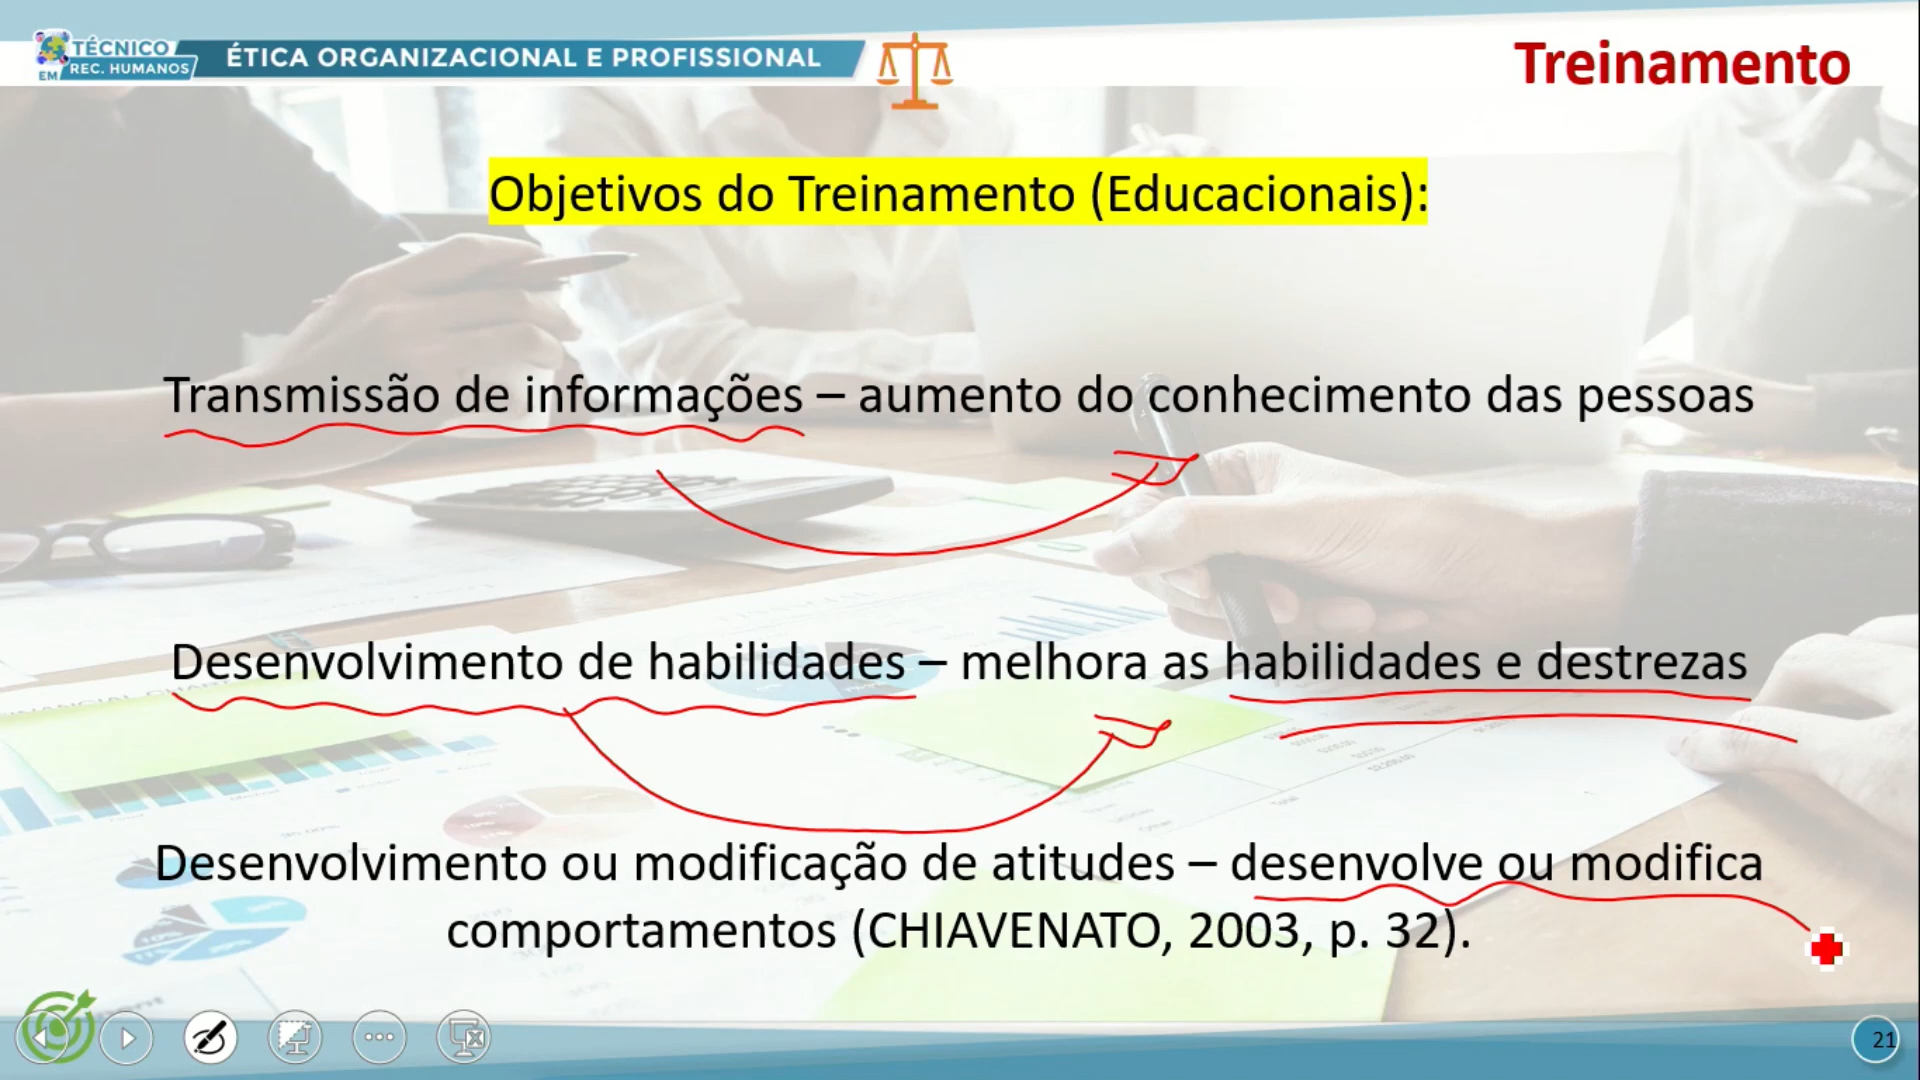 TÉCNICO
EM REC. HUMANOS
ÉTICA ORGANIZACIONAL E PROFISSIONAL
Treinamento
Objetivos do Treinamento (Educacionais):
Transmissão de informações – aumento do conhecimento das pessoas
Desenvolvimento de habilidades – melhora as habilidades e destrezas
Desenvolvimento ou modificação de atitudes – desenvolve ou modifica
comportamentos (CHIAVENATO, 2003, p. 32).
21